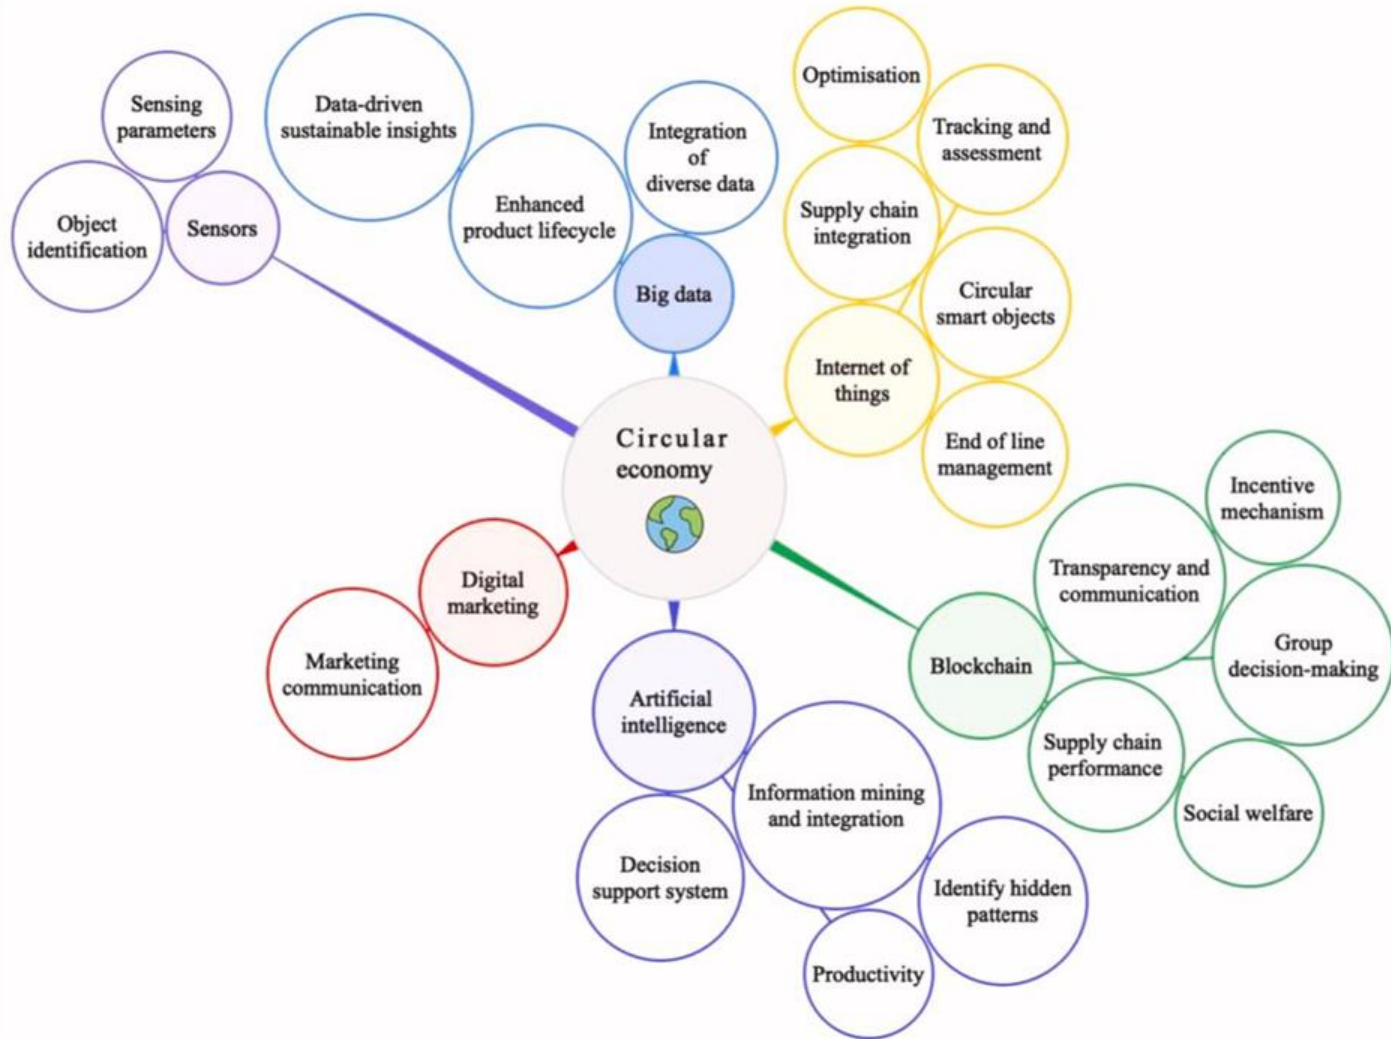 Sensing
parameters
Object
identification
Sensors
Data-driven
sustainable insights
Enhanced
product lifecycle
Integration
of
diverse data
Big data
Optimisation
Tracking and
assessment
Supply chain
integration
Circular
smart objects
Internet of
things
End of line
management
Circular
economy
Incentive
mechanism
Transparency and
communication
Group
decision-making
Blockchain
Supply chain
performance
Social welfare
Digital
marketing
Marketing
communication
Artificial
intelligence
Information mining
and integration
Decision
support system
Identify hidden
patterns
Productivity